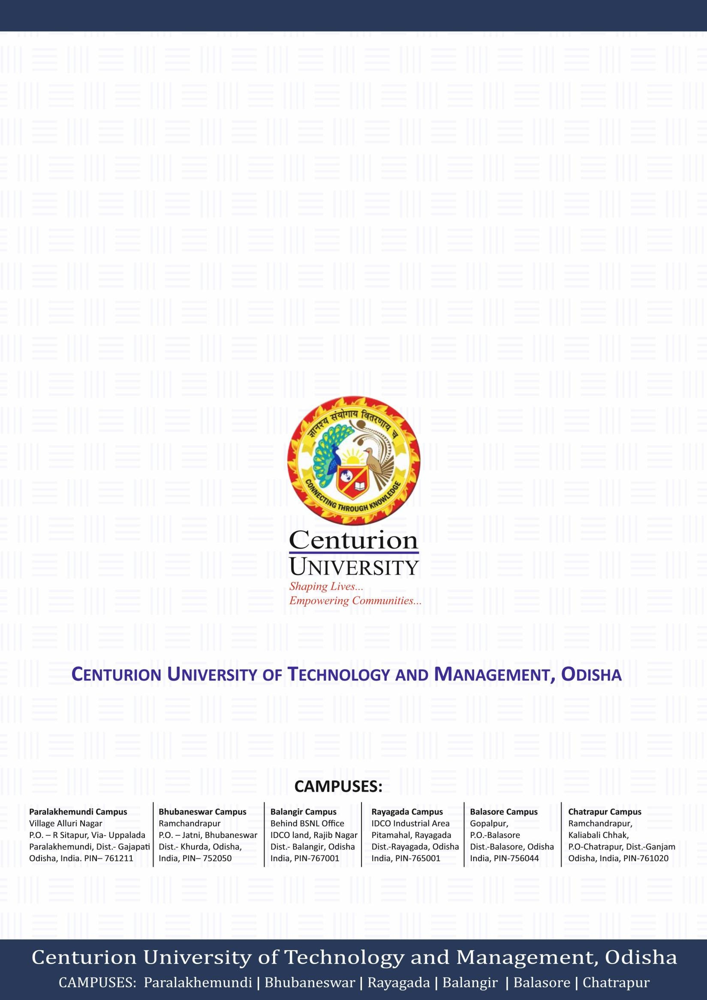 ज्ञानश्य संयोगाय वितरणाय च
CONNECTING THROUGH KNOWLEDGE
Centurion
UNIVERSITY
Shaping Lives...
Empowering Communities...
CENTURION UNIVERSITY OF TECHNOLOGY AND MANAGEMENT, ODISHA
CAMPUSES:
Paralakhemundi Campus
Village Alluri Nagar
P.O. – R Sitapur, Via- Uppalada
Paralakhemundi, Dist.- Gajapati
Odisha, India. PIN– 761211
Bhubaneswar Campus
Ramchandrapur
P.O. – Jatni, Bhubaneswar
Dist.- Khurda, Odisha,
India, PIN– 752050
Balangir Campus
Behind BSNL Office
IDCO land, Rajib Nagar
Dist.- Balangir, Odisha
India, PIN-767001
Rayagada Campus
IDCO Industrial Area
Pitamahal, Rayagada
Dist.-Rayagada, Odisha
India, PIN-765001
Balasore Campus
Gopalpur,
P.O.-Balasore
Dist.-Balasore, Odisha
India, PIN-756044
Chatrapur Campus
Ramchandrapur,
Kaliabali Chhak,
P.O-Chatrapur, Dist.-Ganjam
Odisha, India, PIN-761020
Centurion University of Technology and Management, Odisha
CAMPUSES: Paralakhemundi | Bhubaneswar | Rayagada | Balangir | Balasore | Chatrapur